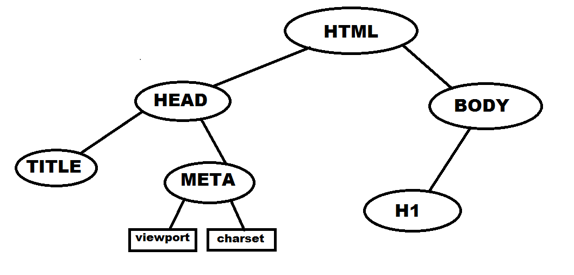 HTML
HEAD
BODY
TITLE
META
H1
viewport
charset